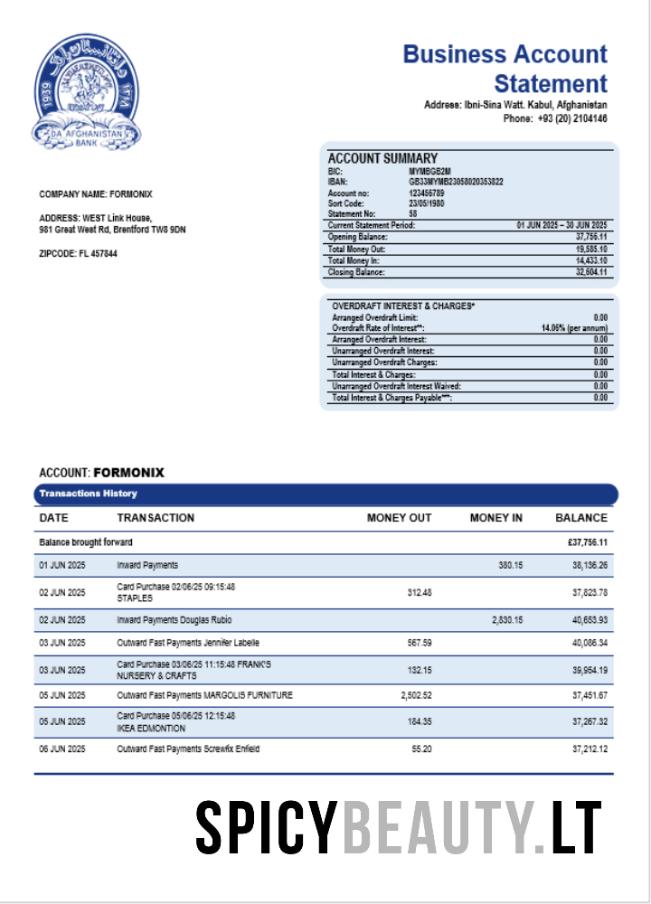 1939
DA AFGHANISTAN
BANK
Business Account
Statement
Address: Ibni-Sina Watt. Kabul, Afghanistan
Phone: +93 (20) 2104146
COMPANY NAME: FORMONIX
ADDRESS: WEST Link House,
981 Great West Rd, Brentford TW8 9DN
ZIPCODE: FL 457844
ACCOUNT SUMMARY
BIC: MYMBGB2M
IBAN: GB33MYMB23058020353822
Account no: 123456789
Sort Code: 23/05/1980
Statement No: 58
Current Statement Period: 01 JUN 2025 – 30 JUN 2025
Opening Balance: 37,756.11
Total Money Out: 19,585.10
Total Money In: 14,433.10
Closing Balance: 32,604.11
OVERDRAFT INTEREST & CHARGES*
Arranged Overdraft Limit: 0.00
Overdraft Rate of Interest**: 14.06% (per annum)
Arranged Overdraft Interest: 0.00
Unarranged Overdraft Interest: 0.00
Unarranged Overdraft Charges: 0.00
Total Interest & Charges: 0.00
Unarranged Overdraft Interest Waived: 0.00
Total Interest & Charges Payable***: 0.00
ACCOUNT: FORMONIX
Transactions History
DATE TRANSACTION MONEY OUT MONEY IN BALANCE
Balance brought forward £37,756.11
01 JUN 2025 Inward Payments 380.15 38,136.26
02 JUN 2025 Card Purchase 02/06/25 09:15:48 312.48 37,823.78
STAPLES
02 JUN 2025 Inward Payments Douglas Rubio 2,830.15 40,653.93
03 JUN 2025 Outward Fast Payments Jennifer Labelle 567.59 40,086.34
03 JUN 2025 Card Purchase 03/06/25 11:15:48 FRANK'S 132.15 39,954.19
NURSERY & CRAFTS
05 JUN 2025 Outward Fast Payments MARGOLIS FURNITURE 2,502.52 37,451.67
05 JUN 2025 Card Purchase 05/06/25 12:15:48 184.35 37,267.32
IKEA EDMONTION
06 JUN 2025 Outward Fast Payments Screwfix Enfield 55.20 37,212.12
SPICYBEAUTY.LT